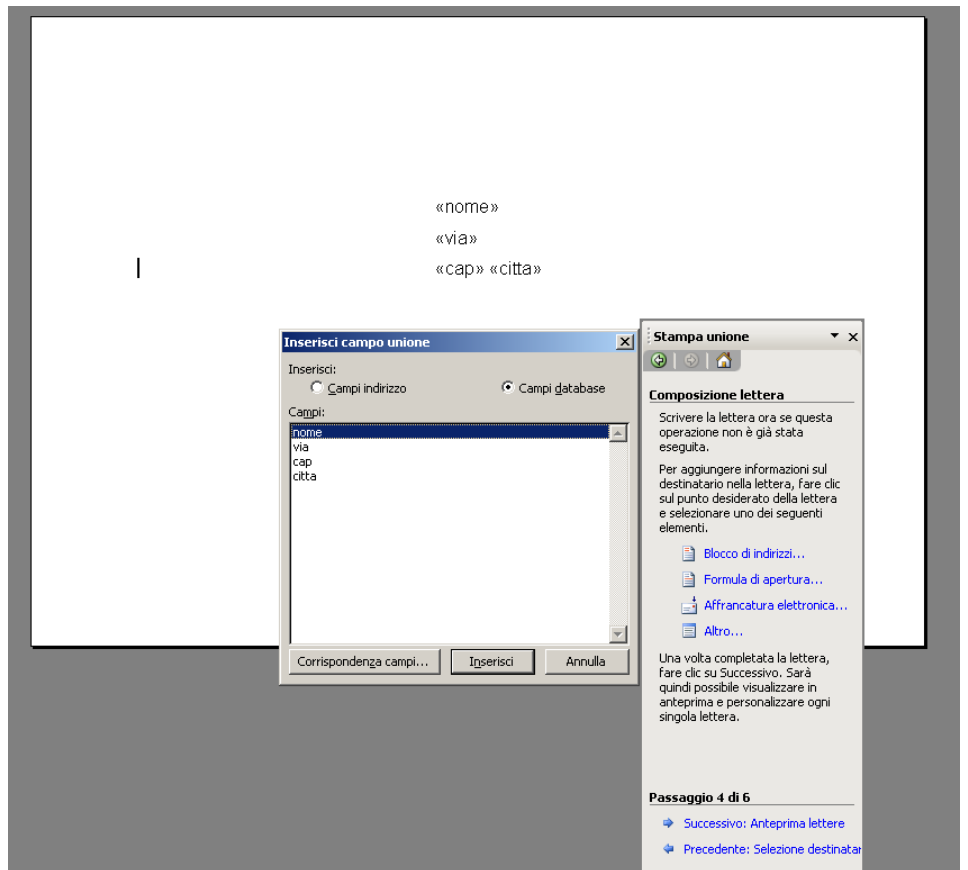 «nome»
«via»
«cap» «citta»
Inserisci campo unione
Inserisci:
Campi indirizzo
Campi database
Campi:
nome
via
cap
citta
Corrispondenza campi...
Inserisci
Annulla
Stampa unione
Composizione lettera
Scrivere la lettera ora se questa
operazione non è già stata
eseguita.
Per aggiungere informazioni sul
destinatario nella lettera, fare clic
sul punto desiderato della lettera
e selezionare uno dei seguenti
elementi.
Blocco di indirizzi...
Formula di apertura...
Affrancatura elettronica...
Altro...
Una volta completata la lettera,
fare clic su Successivo. Sarà
quindi possibile visualizzare in
anteprima e personalizzare ogni
singola lettera.
Passaggio 4 di 6
Successivo: Anteprima lettere
Precedente: Selezione destinatar